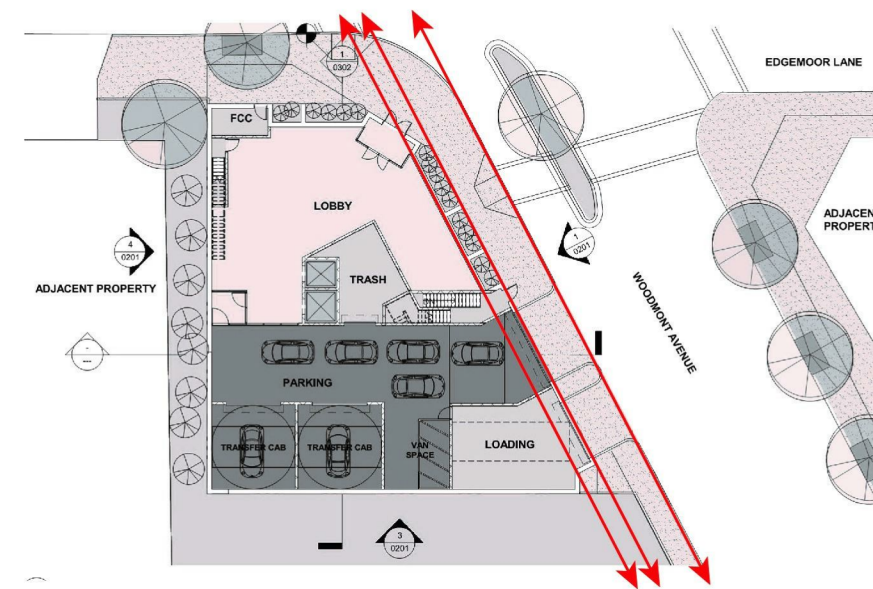 EDGEMOOR LANE
1
0302
FCC
LOBBY
ADJACEN
PROPERT
4
0201
1
0201
TRASH
ADJACENT PROPERTY
WOODMONT AVENUE
PARKING
TRANSFER CAB
TRANSFER CAB
VAN
SPACE
LOADING
3
0201